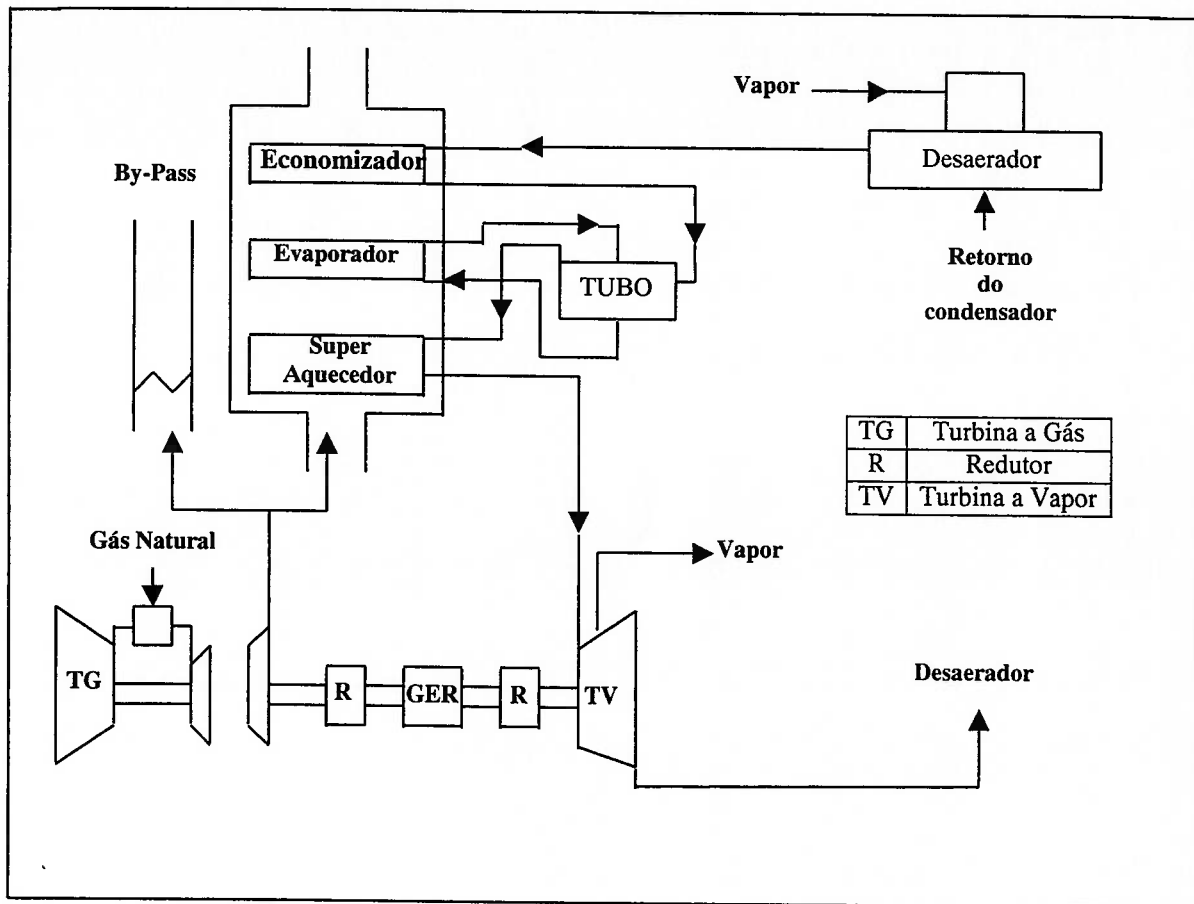 Vapor
Economizador
Desaerador
By-Pass
Evaporador
TUBO
Retorno
do
condensador
Super
Aquecedor
TG Turbina a Gás
R Redutor
TV Turbina a Vapor
Gás Natural
Vapor
TG
R
GER
R
TV
Desaerador